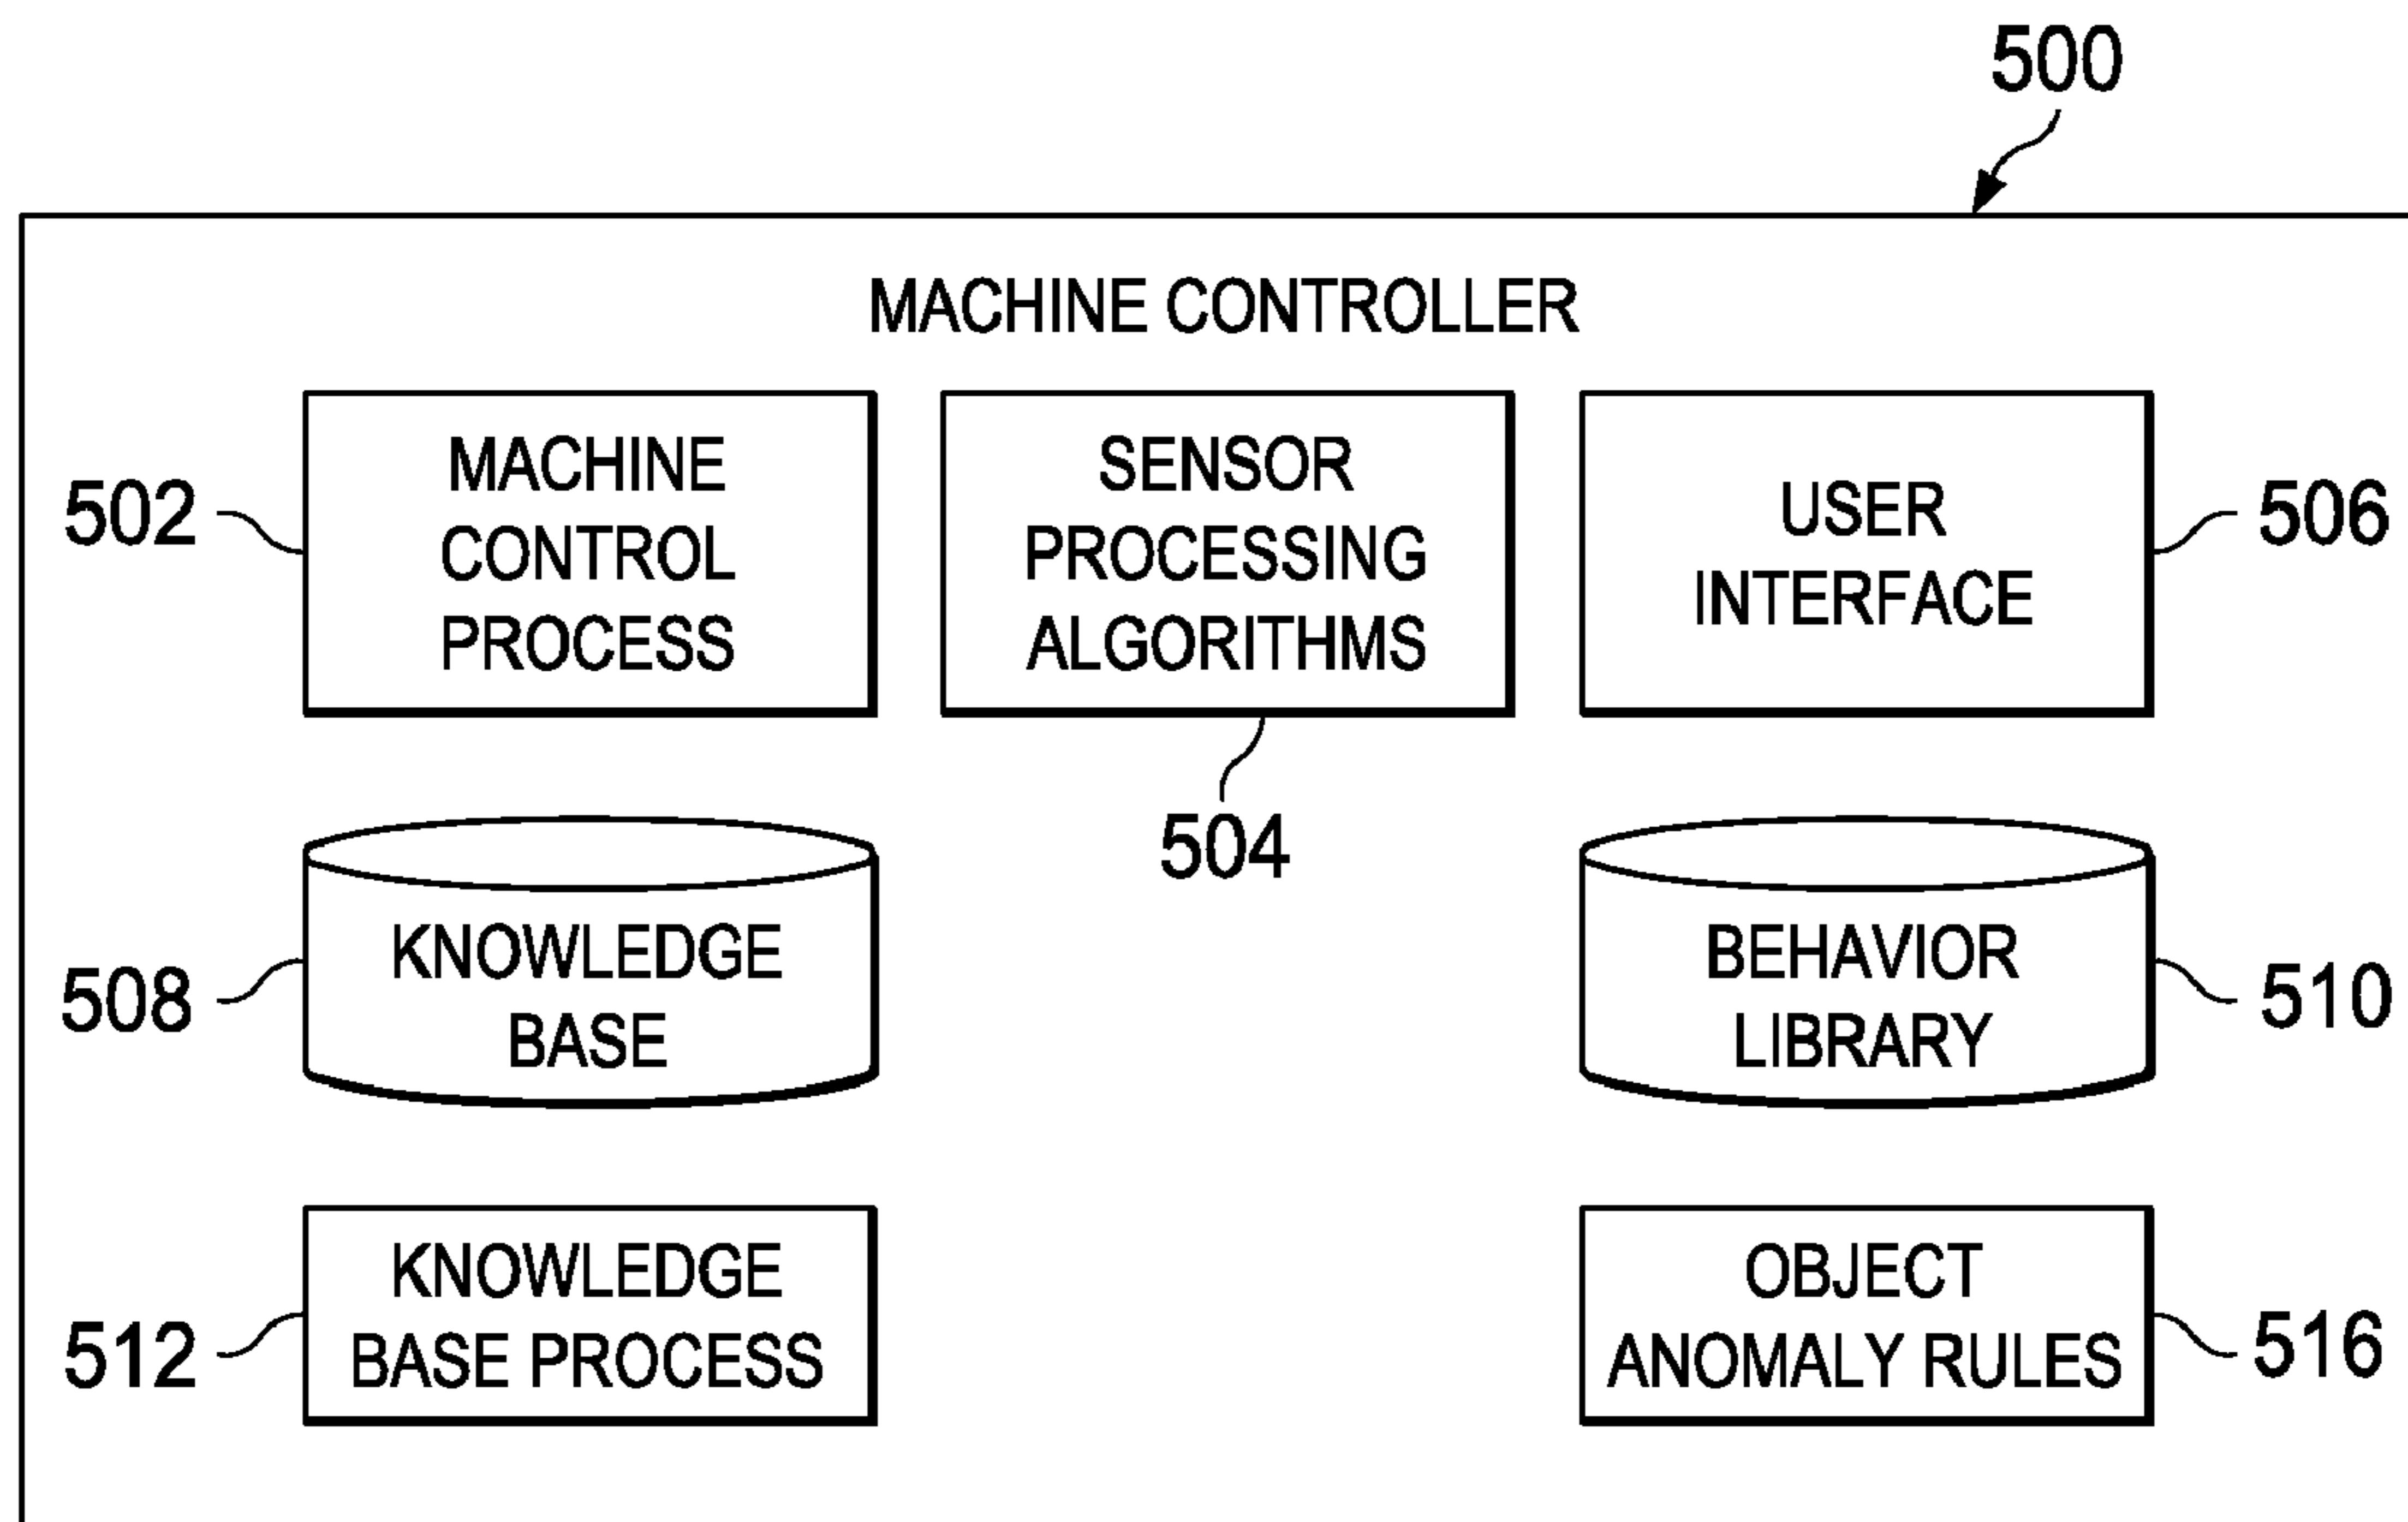 500
MACHINE CONTROLLER
502
MACHINE
CONTROL
PROCESS
SENSOR
PROCESSING
ALGORITHMS
504
USER
INTERFACE
506
508
KNOWLEDGE
BASE
BEHAVIOR
LIBRARY
510
512
KNOWLEDGE
BASE PROCESS
OBJECT
ANOMALY RULES
516